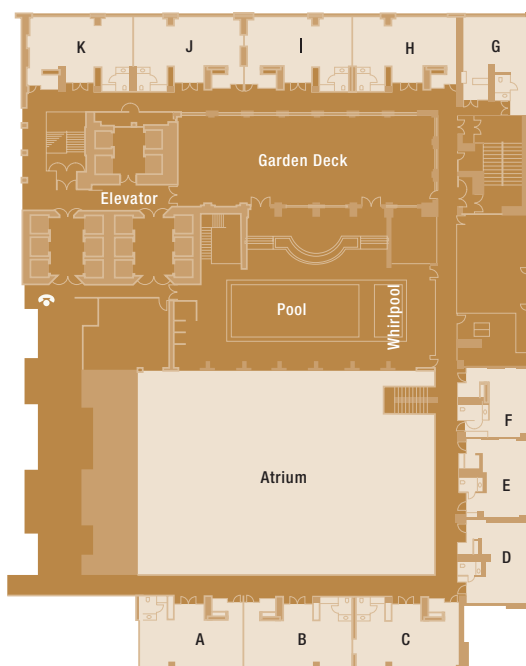 K
J
I
H
G
Garden Deck
Elevator
Pool
Whirlpool
F
Atrium
E
D
A
B
C